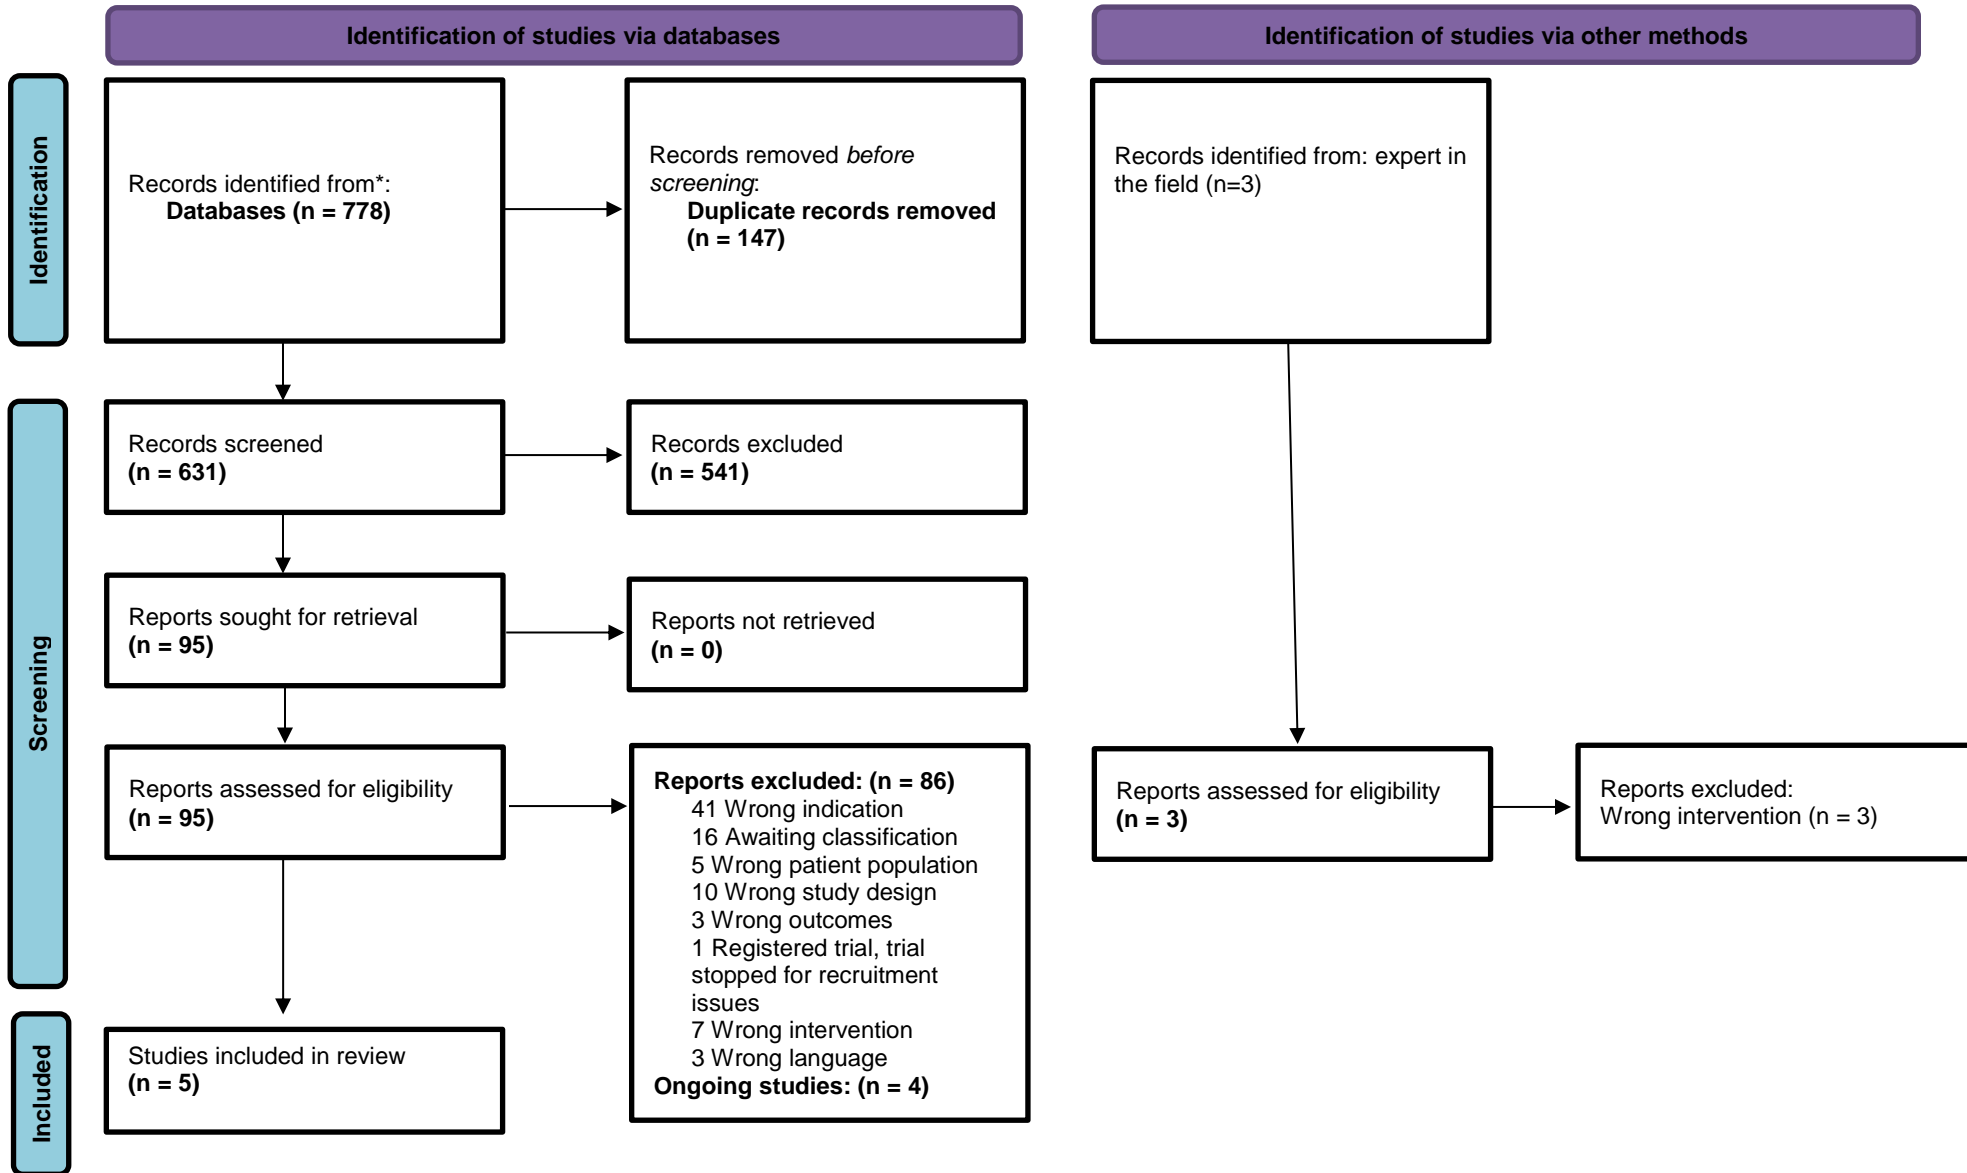 Identification of studies via databases
Identification of studies via other methods
Identification
Records identified from*:
Databases (n = 778)
Records removed before
screening:
Duplicate records removed
(n = 147)
Records identified from: expert in
the field (n=3)
Screening
Records screened
(n = 631)
Records excluded
(n = 541)
Reports sought for retrieval
(n = 95)
Reports not retrieved
(n = 0)
Reports assessed for eligibility
(n = 95)
Reports excluded: (n = 86)
41 Wrong indication
16 Awaiting classification
5 Wrong patient population
10 Wrong study design
3 Wrong outcomes
1 Registered trial, trial
stopped for recruitment
issues
7 Wrong intervention
3 Wrong language
Ongoing studies: (n = 4)
Reports assessed for eligibility
(n = 3)
Reports excluded:
Wrong intervention (n = 3)
Included
Studies included in review
(n = 5)